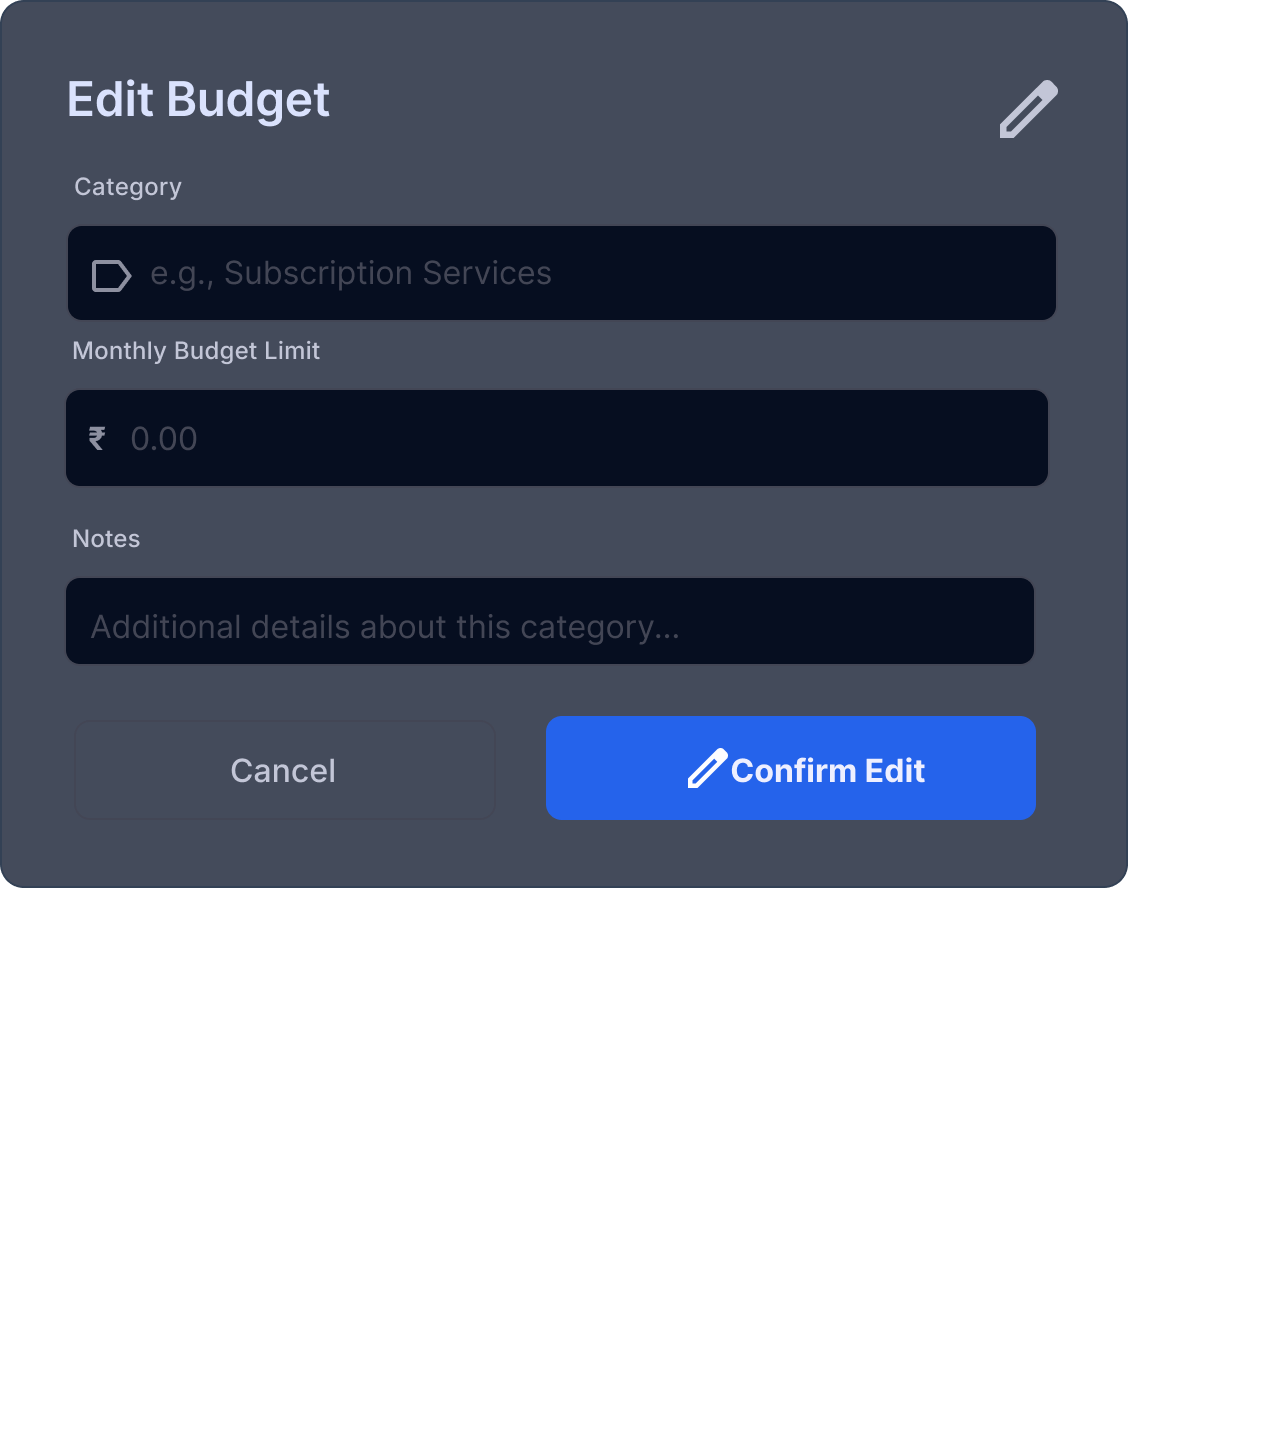 Edit Budget
Category
e.g., Subscription Services
Monthly Budget Limit
₹ 0.00
Notes
Additional details about this category...
Cancel
Confirm Edit